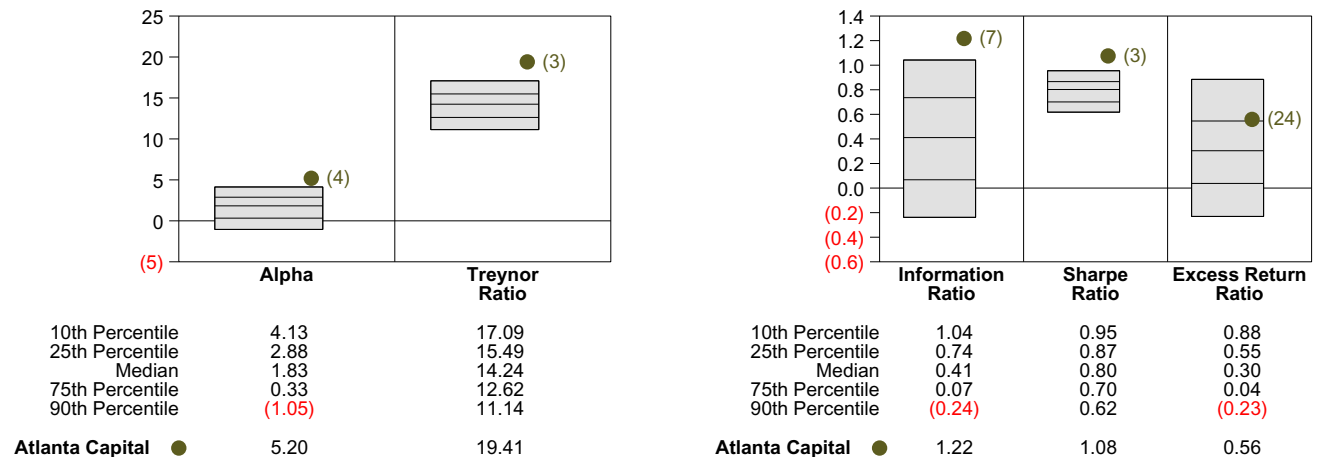 25
20
15
10
5
0
(5)
(4)
(3)
Alpha
Treynor
Ratio
10th Percentile 4.13 17.09
25th Percentile 2.88 15.49
Median 1.83 14.24
75th Percentile 0.33 12.62
90th Percentile (1.05) 11.14
Atlanta Capital 5.20 19.41
1.4
1.2
1.0
0.8
0.6
0.4
0.2
0.0
(0.2)
(0.4)
(0.6)
(7)
(3)
(24)
Information
Ratio
Sharpe
Ratio
Excess Return
Ratio
10th Percentile 1.04 0.95 0.88
25th Percentile 0.74 0.87 0.55
Median 0.41 0.80 0.30
75th Percentile 0.07 0.70 0.04
90th Percentile (0.24) 0.62 (0.23)
Atlanta Capital 1.22 1.08 0.56